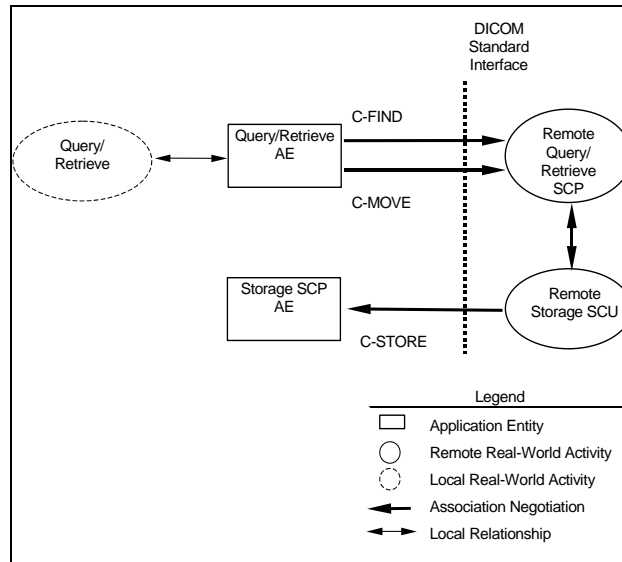 DICOM
Standard
Interface
C-FIND
Query/
Retrieve
Query/Retrieve
AE
Remote
Query/
Retrieve
SCP
C-MOVE
Storage SCP
AE
Remote
Storage SCU
C-STORE
Legend
Application Entity
Remote Real-World Activity
Local Real-World Activity
Association Negotiation
Local Relationship